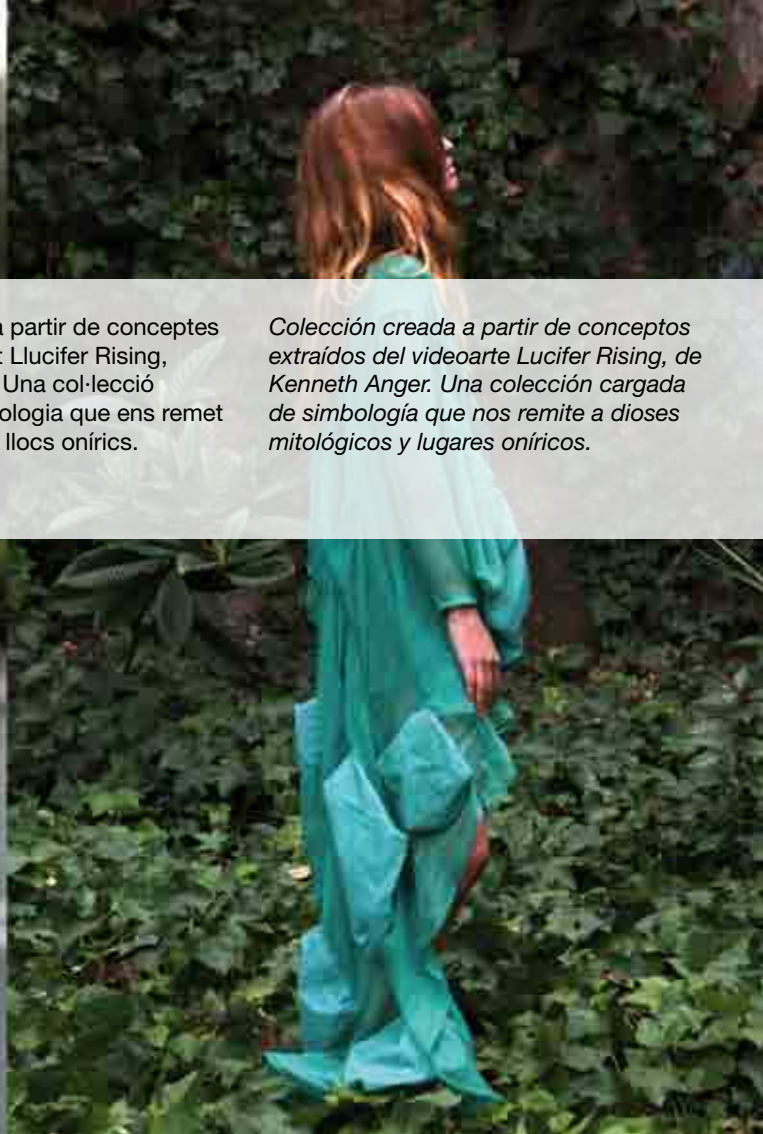 a partir de conceptes
: Llucifer Rising,
Una col·lecció
ologia que ens remet
llocs onírics.
Colección creada a partir de conceptos
extraídos del videoarte Lucifer Rising, de
Kenneth Anger. Una colección cargada
de simbología que nos remite a dioses
mitológicos y lugares oníricos.